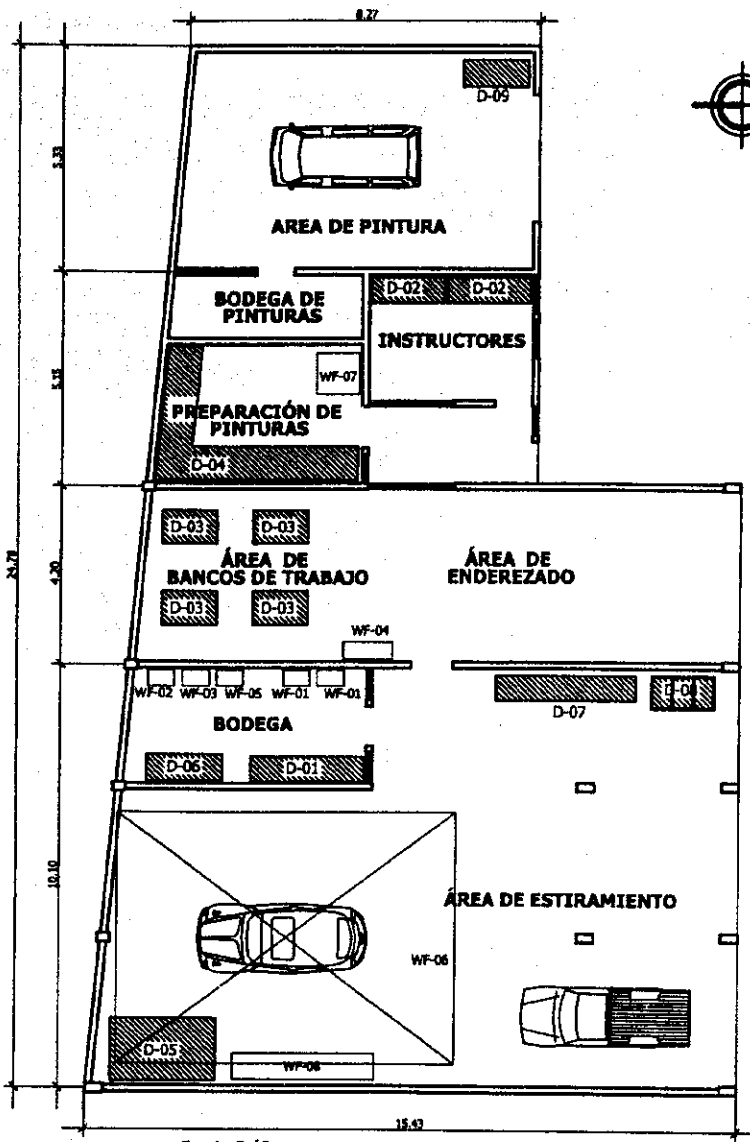 8.27
D-09
5.33
AREA DE PINTURA
D-02
D-02
BODEGA DE
PINTURAS
INSTRUCTORES
WF-07
5.15
PREPARACIÓN DE
PINTURAS
D-04
24.78
4.20
D-03
D-03
ÁREA DE
BANCOS DE TRABAJO
ÁREA DE
ENDEREZADO
D-03
D-03
WF-04
WF-02
WF-03
WF-05
WF-01
WF-01
D-07
D-08
BODEGA
D-06
D-01
10.10
ÁREA DE ESTIRAMIENTO
WF-06
D-05
WF-08
15.43